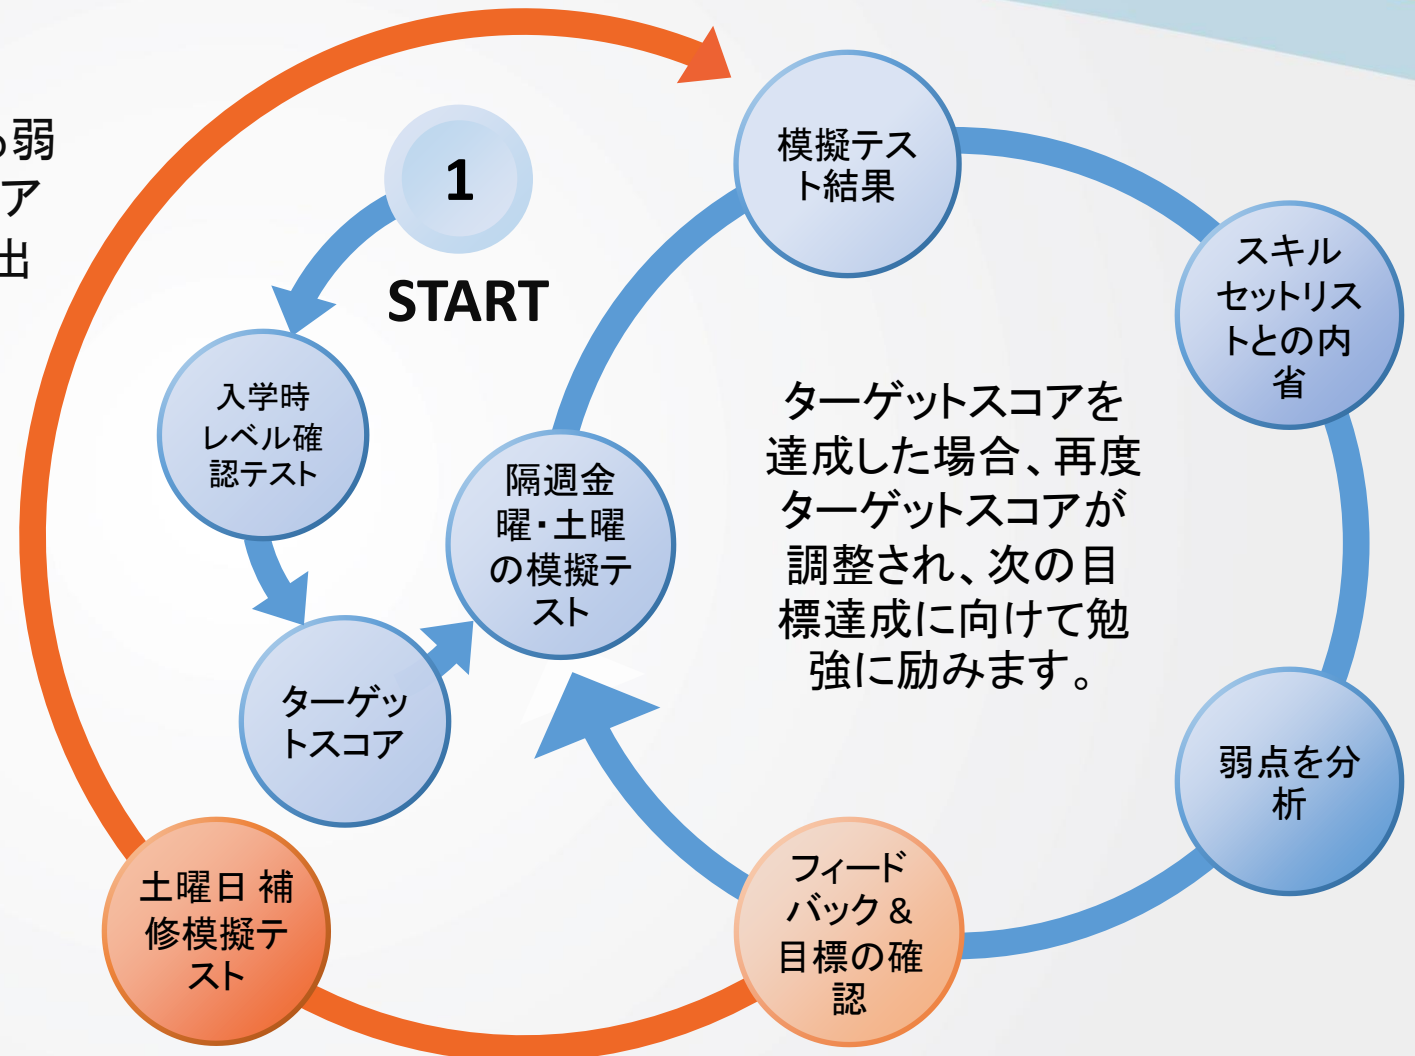 弱
ア
出
1
START
入学時
レベル確
認テスト
ターゲッ
トスコア
隔週金
曜・土曜
の模擬テ
スト
模擬テス
ト結果
スキル
セットリス
トとの内
省
弱点を分
析
フィード
バック &
目標の確
認
土曜日 補
修模擬テ
スト
ターゲットスコアを
達成した場合、再度
ターゲットスコアが
調整され、次の目
標達成に向けて勉
強に励みます。